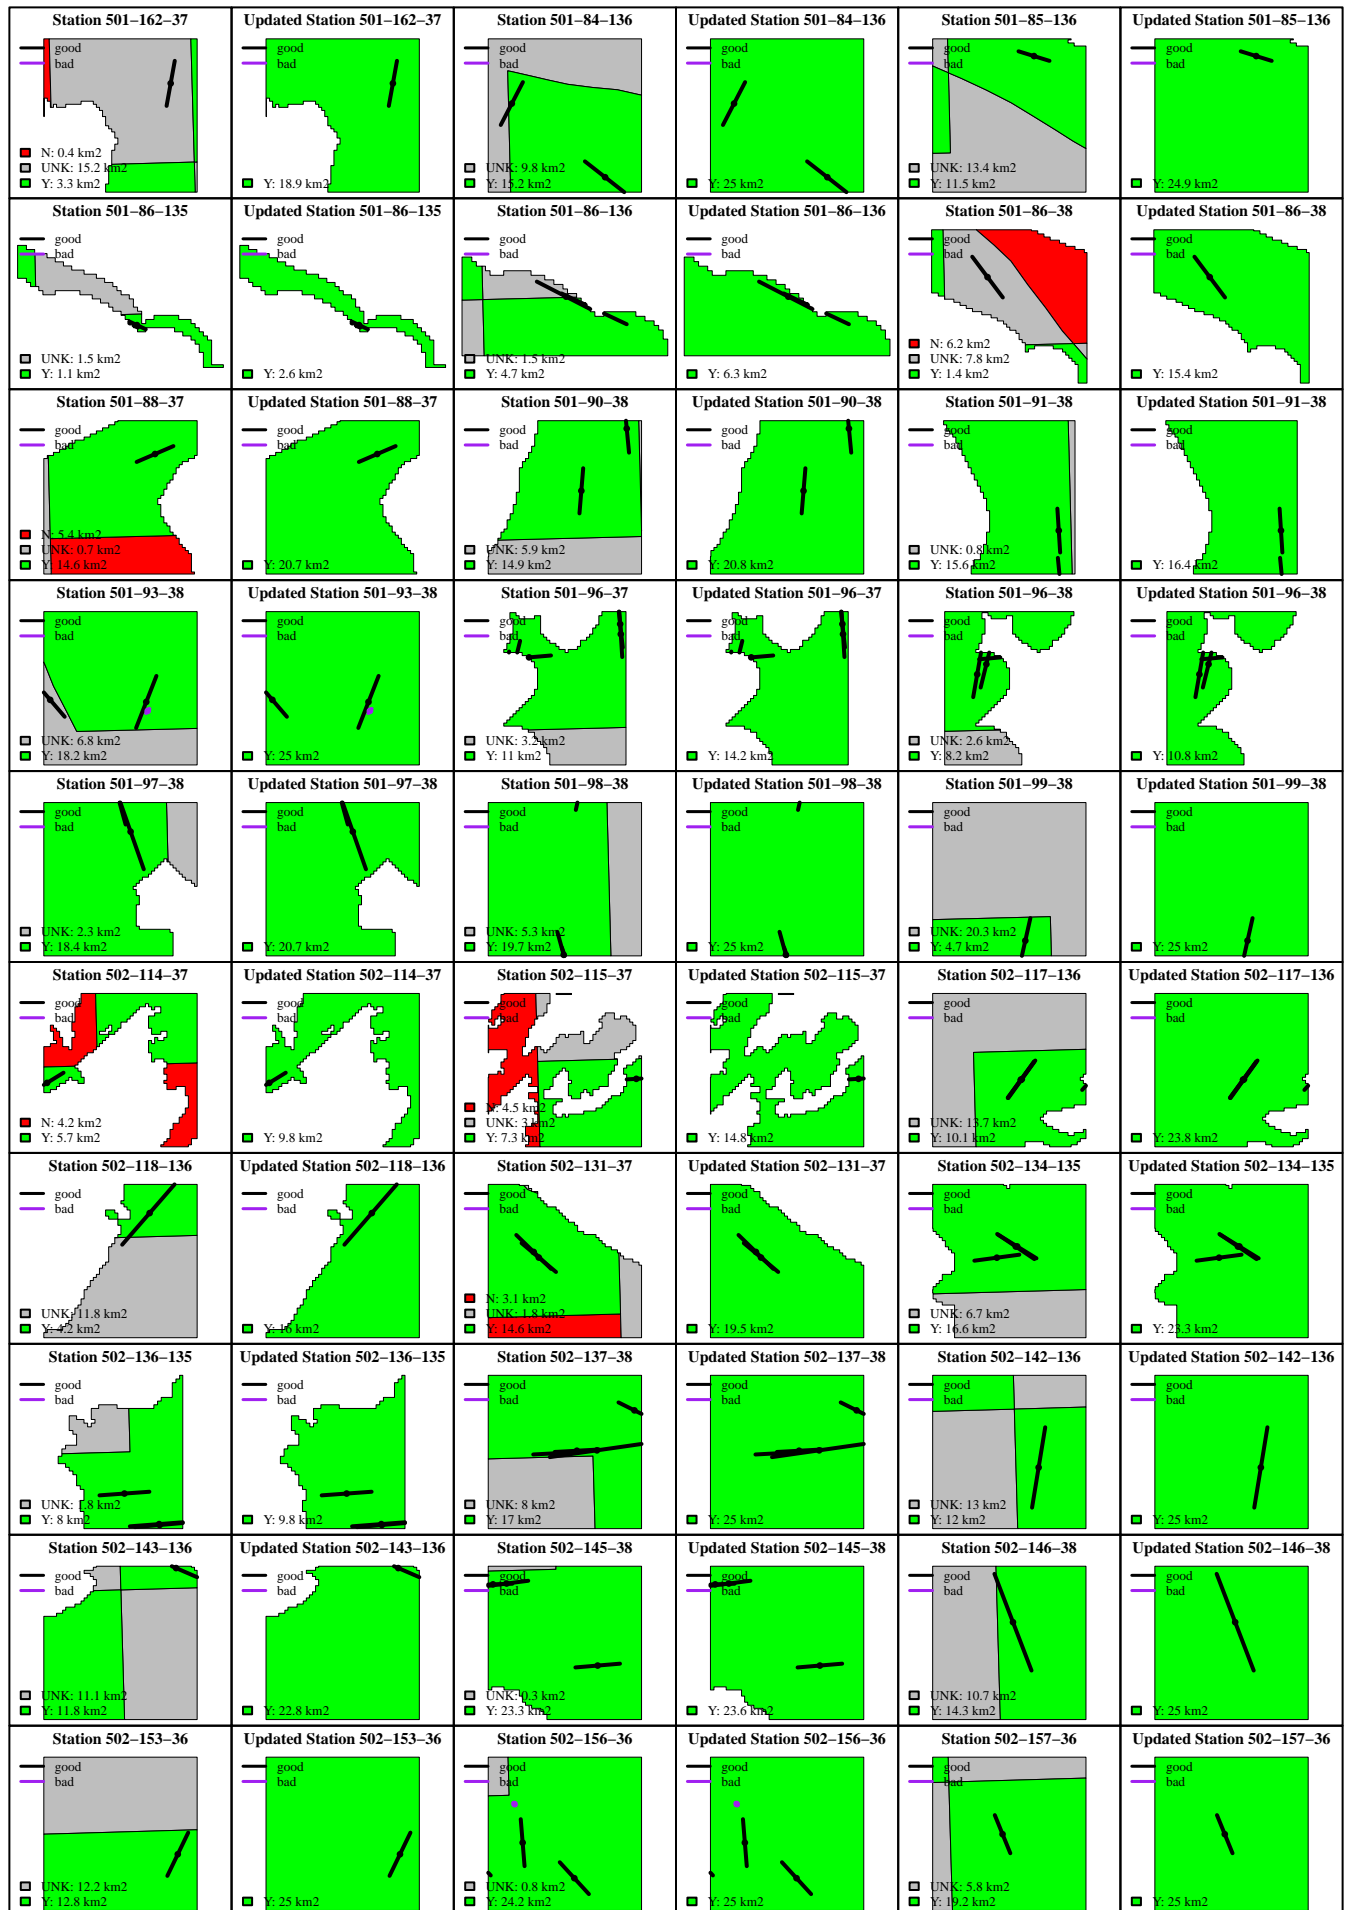 Station 501−162−37
good
bad
N: 0.4 km2
UNK: 15.2 km2
Y: 3.3 km2
Updated Station 501−162−37
good
bad
Y: 18.9 km2
Station 501−84−136
good
bad
UNK: 9.8 km2
Y: 15.2 km2
Updated Station 501−84−136
good
bad
Y: 25 km2
Station 501−85−136
good
bad
UNK: 13.4 km2
Y: 11.5 km2
Updated Station 501−85−136
good
bad
Y: 24.9 km2
Station 501−86−135
good
bad
UNK: 1.5 km2
Y: 1.1 km2
Updated Station 501−86−135
good
bad
Y: 2.6 km2
Station 501−86−136
good
bad
UNK: 1.5 km2
Y: 4.7 km2
Updated Station 501−86−136
good
bad
Y: 6.3 km2
Station 501−86−38
good
bad
N: 6.2 km2
UNK: 7.8 km2
Y: 1.4 km2
Updated Station 501−86−38
good
bad
Y: 15.4 km2
Station 501−88−37
good
bad
N: 5.4 km2
UNK: 0.7 km2
Y: 14.6 km2
Updated Station 501−88−37
good
bad
Y: 20.7 km2
Station 501−90−38
good
bad
UNK: 5.9 km2
Y: 14.9 km2
Updated Station 501−90−38
good
bad
Y: 20.8 km2
Station 501−91−38
good
bad
UNK: 0.8 km2
Y: 15.6 km2
Updated Station 501−91−38
good
bad
Y: 16.4 km2
Station 501−93−38
good
bad
UNK: 6.8 km2
Y: 18.2 km2
Updated Station 501−93−38
good
bad
Y: 25 km2
Station 501−96−37
good
bad
UNK: 3.2 km2
Y: 11 km2
Updated Station 501−96−37
good
bad
Y: 14.2 km2
Station 501−96−38
good
bad
UNK: 2.6 km2
Y: 8.2 km2
Updated Station 501−96−38
good
bad
Y: 10.8 km2
Station 501−97−38
good
bad
UNK: 2.3 km2
Y: 18.4 km2
Updated Station 501−97−38
good
bad
Y: 20.7 km2
Station 501−98−38
good
bad
UNK: 5.3 km2
Y: 19.7 km2
Updated Station 501−98−38
good
bad
Y: 25 km2
Station 501−99−38
good
bad
UNK: 20.3 km2
Y: 4.7 km2
Updated Station 501−99−38
good
bad
Y: 25 km2
Station 502−114−37
good
bad
N: 4.2 km2
Y: 5.7 km2
Updated Station 502−114−37
good
bad
Y: 9.8 km2
Station 502−115−37
good
bad
N: 4.5 km2
UNK: 3 km2
Y: 7.3 km2
Updated Station 502−115−37
good
bad
Y: 14.8 km2
Station 502−117−136
good
bad
UNK: 13.7 km2
Y: 10.1 km2
Updated Station 502−117−136
good
bad
Y: 23.8 km2
Station 502−118−136
good
bad
UNK: 11.8 km2
Y: 4.2 km2
Updated Station 502−118−136
good
bad
Y: 16 km2
Station 502−131−37
good
bad
N: 3.1 km2
UNK: 1.8 km2
Y: 14.6 km2
Updated Station 502−131−37
good
bad
Y: 19.5 km2
Station 502−134−135
good
bad
UNK: 6.7 km2
Y: 16.6 km2
Updated Station 502−134−135
good
bad
Y: 23.3 km2
Station 502−136−135
good
bad
UNK: 1.8 km2
Y: 8 km2
Updated Station 502−136−135
good
bad
Y: 9.8 km2
Station 502−137−38
good
bad
UNK: 8 km2
Y: 17 km2
Updated Station 502−137−38
good
bad
Y: 25 km2
Station 502−142−136
good
bad
UNK: 13 km2
Y: 12 km2
Updated Station 502−142−136
good
bad
Y: 25 km2
Station 502−143−136
good
bad
UNK: 11.1 km2
Y: 11.8 km2
Updated Station 502−143−136
good
bad
Y: 22.8 km2
Station 502−145−38
good
bad
UNK: 0.3 km2
Y: 23.3 km2
Updated Station 502−145−38
good
bad
Y: 23.6 km2
Station 502−146−38
good
bad
UNK: 10.7 km2
Y: 14.3 km2
Updated Station 502−146−38
good
bad
Y: 25 km2
Station 502−153−36
good
bad
UNK: 12.2 km2
Y: 12.8 km2
Updated Station 502−153−36
good
bad
Y: 25 km2
Station 502−156−36
good
bad
UNK: 0.8 km2
Y: 24.2 km2
Updated Station 502−156−36
good
bad
Y: 25 km2
Station 502−157−36
good
bad
UNK: 5.8 km2
Y: 19.2 km2
Updated Station 502−157−36
good
bad
Y: 25 km2